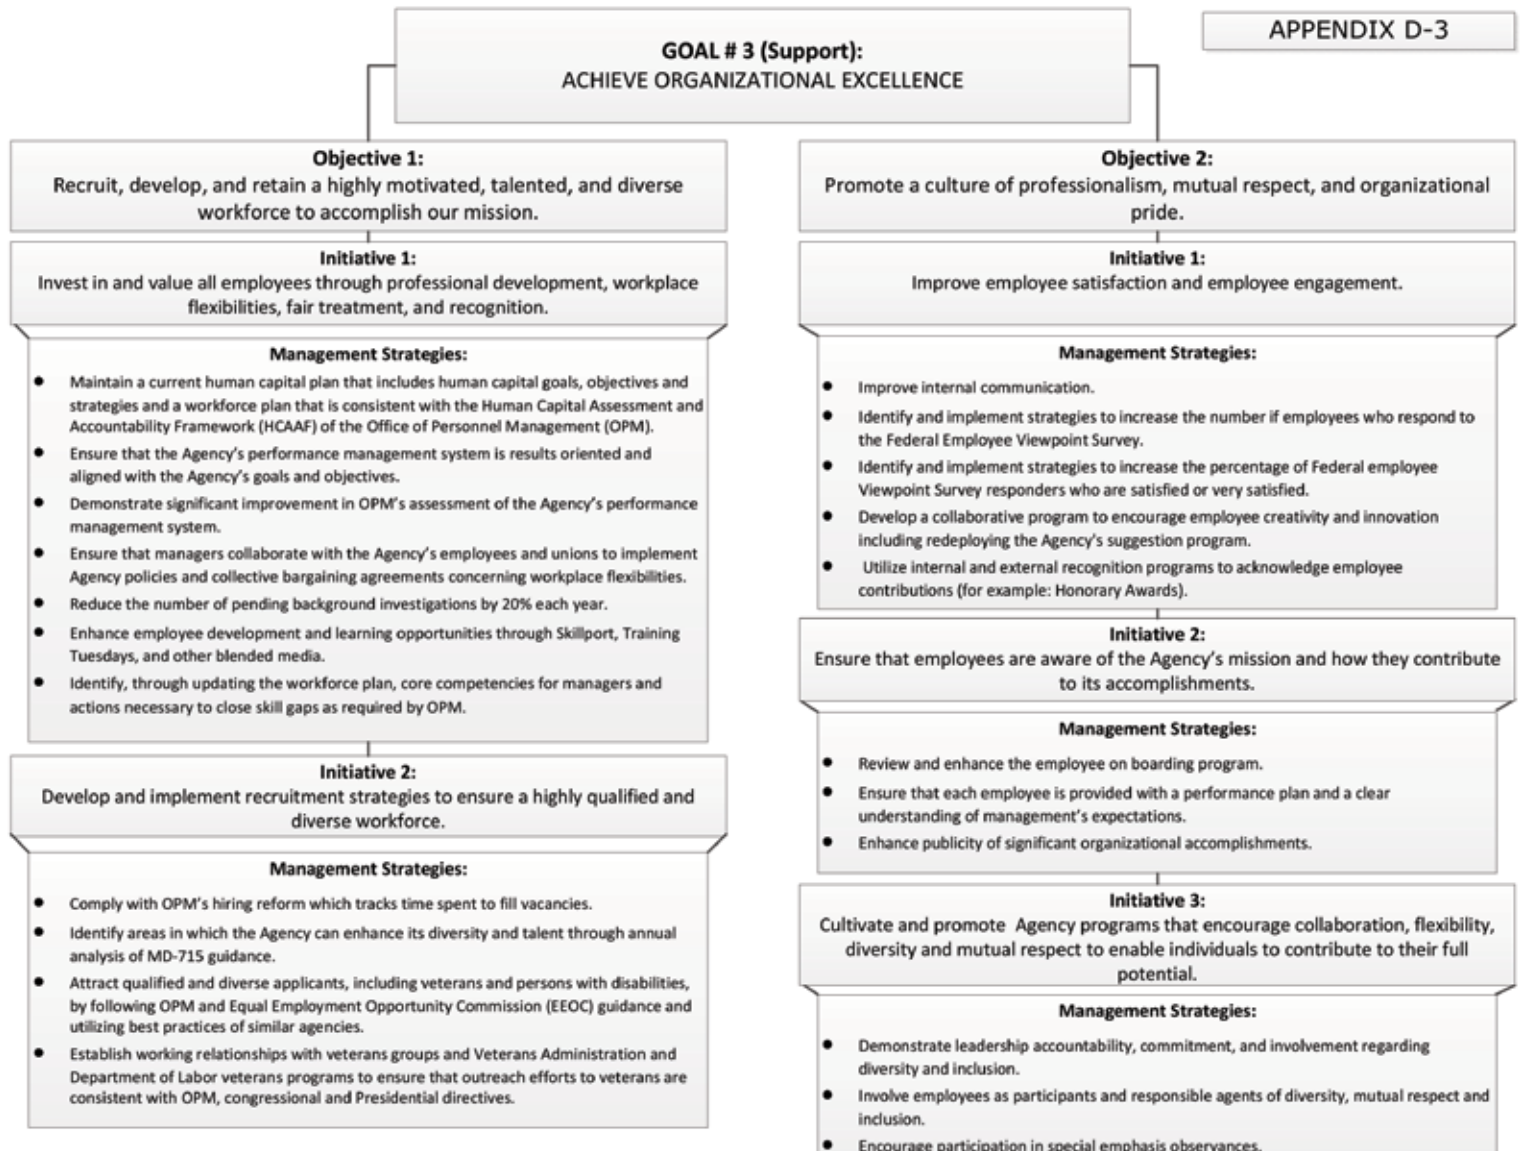 APPENDIX D-3
GOAL # 3 (Support):
ACHIEVE ORGANIZATIONAL EXCELLENCE
Objective 1:
Recruit, develop, and retain a highly motivated, talented, and diverse
workforce to accomplish our mission.
Initiative 1:
Invest in and value all employees through professional development, workplace
flexibilities, fair treatment, and recognition.
Management Strategies:
● Maintain a current human capital plan that includes human capital goals, objectives and
strategies and a workforce plan that is consistent with the Human Capital Assessment and
Accountability Framework (HCAAF) of the Office of Personnel Management (OPM).
● Ensure that the Agency's performance management system is results oriented and
aligned with the Agency's goals and objectives.
● Demonstrate significant improvement in OPM's assessment of the Agency's performance
management system.
● Ensure that managers collaborate with the Agency's employees and unions to implement
Agency policies and collective bargaining agreements concerning workplace flexibilities.
● Reduce the number of pending background investigations by 20% each year.
● Enhance employee development and learning opportunities through Skillport, Training
Tuesdays, and other blended media.
● Identify, through updating the workforce plan, core competencies for managers and
actions necessary to close skill gaps as required by OPM.
Initiative 2:
Develop and implement recruitment strategies to ensure a highly qualified and
diverse workforce.
Management Strategies:
● Comply with OPM's hiring reform which tracks time spent to fill vacancies.
● Identify areas in which the Agency can enhance its diversity and talent through annual
analysis of MD-715 guidance.
● Attract qualified and diverse applicants, including veterans and persons with disabilities,
by following OPM and Equal Employment Opportunity Commission (EEOC) guidance and
utilizing best practices of similar agencies.
● Establish working relationships with veterans groups and Veterans Administration and
Department of Labor veterans programs to ensure that outreach efforts to veterans are
consistent with OPM, congressional and Presidential directives.
Objective 2:
Promote a culture of professionalism, mutual respect, and organizational
pride.
Initiative 1:
Improve employee satisfaction and employee engagement.
Management Strategies:
● Improve internal communication.
● Identify and implement strategies to increase the number if employees who respond to
the Federal Employee Viewpoint Survey.
● Identify and implement strategies to increase the percentage of Federal employee
Viewpoint Survey responders who are satisfied or very satisfied.
● Develop a collaborative program to encourage employee creativity and innovation
including redeploying the Agency's suggestion program.
● Utilize internal and external recognition programs to acknowledge employee
contributions (for example: Honorary Awards).
Initiative 2:
Ensure that employees are aware of the Agency's mission and how they contribute
to its accomplishments.
Management Strategies:
● Review and enhance the employee on boarding program.
● Ensure that each employee is provided with a performance plan and a clear
understanding of management's expectations.
● Enhance publicity of significant organizational accomplishments.
Initiative 3:
Cultivate and promote Agency programs that encourage collaboration, flexibility,
diversity and mutual respect to enable individuals to contribute to their full
potential.
Management Strategies:
● Demonstrate leadership accountability, commitment, and involvement regarding
diversity and inclusion.
● Involve employees as participants and responsible agents of diversity, mutual respect and
inclusion.
● Encourage participation in special emphasis observances.